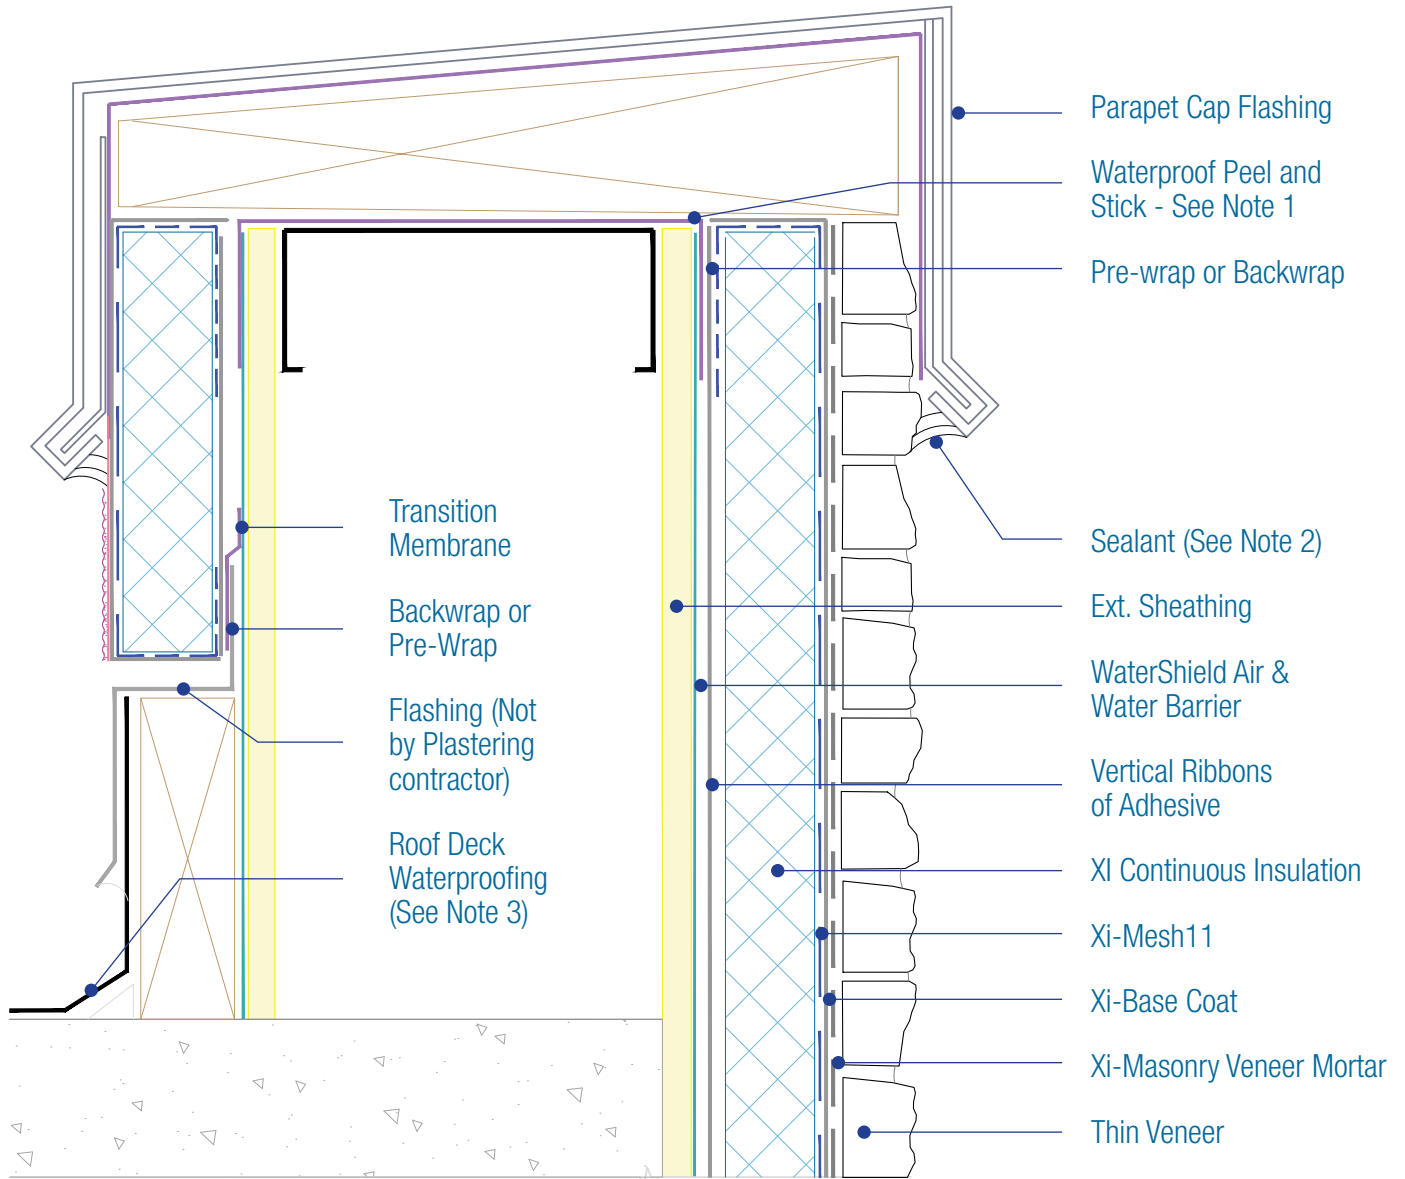 Parapet Cap Flashing
Waterproof Peel and
Stick - See Note 1
Pre-wrap or Backwrap
Transition
Membrane
Backwrap or
Pre-Wrap
Flashing (Not
by Plastering
contractor)
Roof Deck
Waterproofing
(See Note 3)
Sealant (See Note 2)
Ext. Sheathing
WaterShield Air &
Water Barrier
Vertical Ribbons
of Adhesive
XI Continuous Insulation
Xi-Mesh11
Xi-Base Coat
Xi-Masonry Veneer Mortar
Thin Veneer